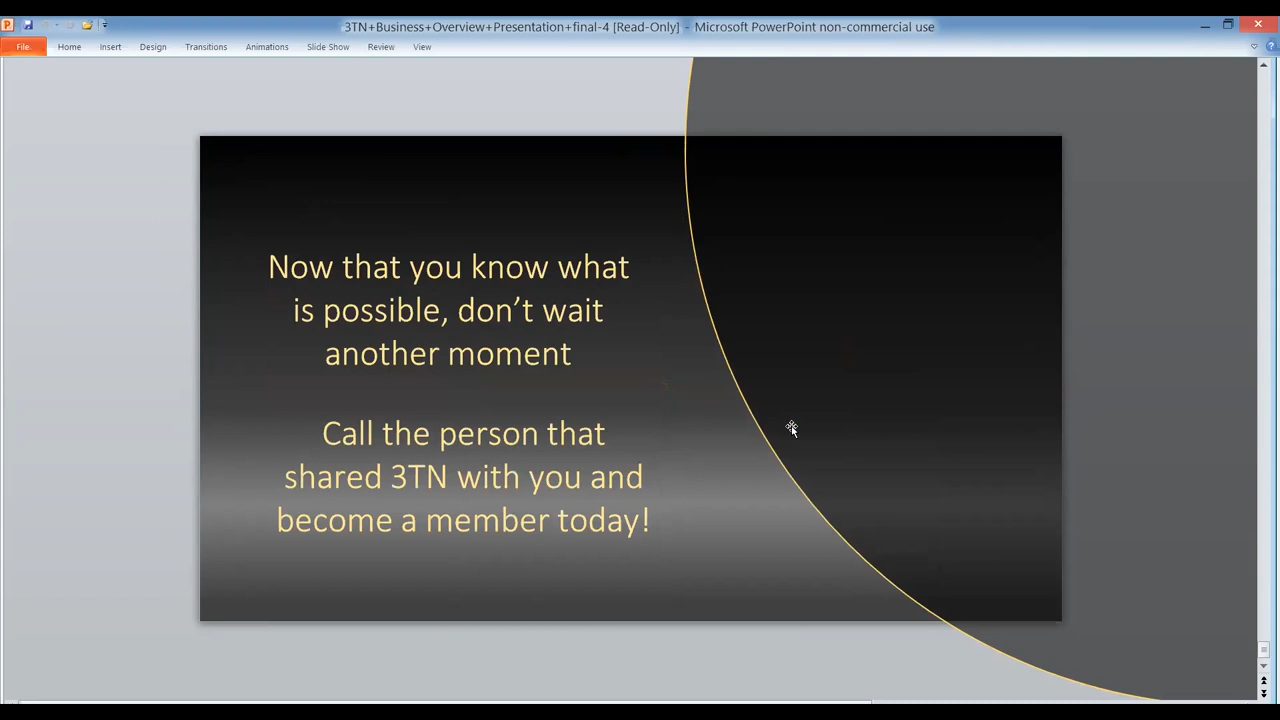 3TN+Business+Overview+Presentation+final-4 [Read-Only] - Microsoft PowerPoint non-commercial use
File Home Insert Design Transitions Animations Slide Show Review View
Now that you know what
is possible, don’t wait
another moment
Call the person that
shared 3TN with you and
become a member today!